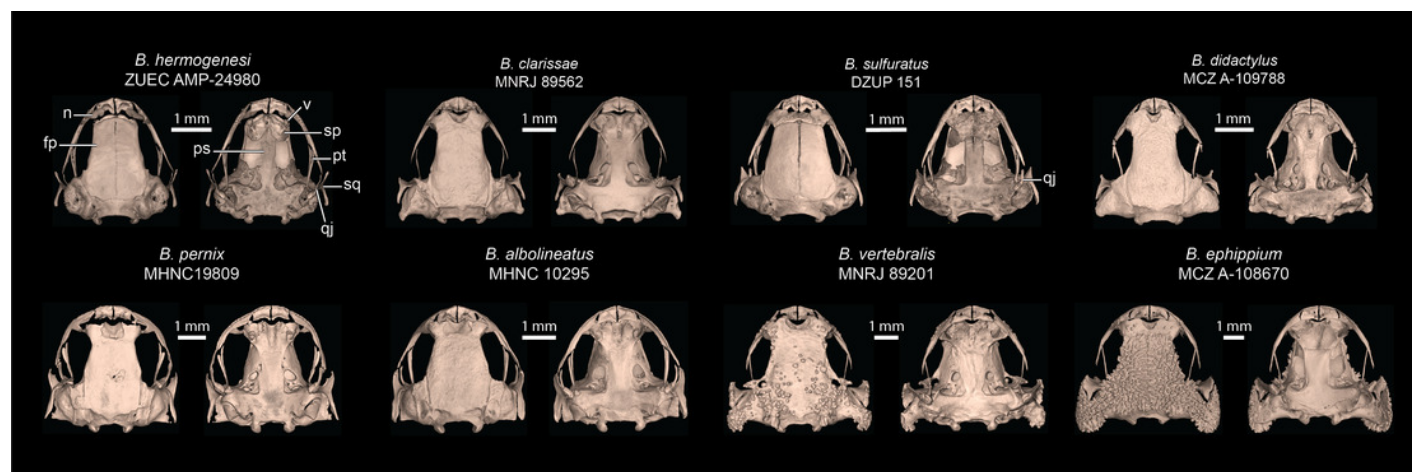 B. hermogenesi
ZUEC AMP-24980
B. clarissae
MNRJ 89562
B. sulfuratus
DZUP 151
B. didactylus
MCZ A-109788
n
fp
1 mm
v
sp
ps
pt
sq
qj
1 mm
1 mm
qj
1 mm
B. pernix
MHNC19809
B. albolineatus
MHNC 10295
B. vertebralis
MNRJ 89201
B. ephippium
MCZ A-108670
1 mm
1 mm
1 mm
1 mm